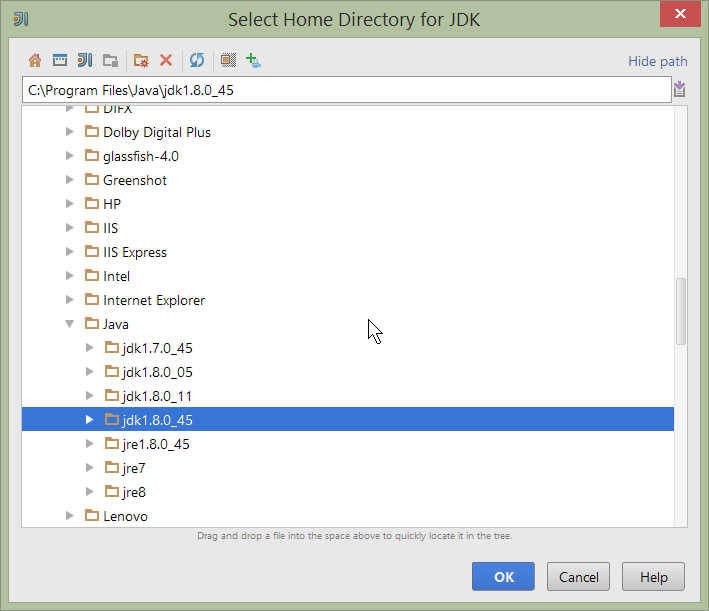 Select Home Directory for JDK
Hide path
C:\Program Files\Java\jdk1.8.0_45
DIFX
Dolby Digital Plus
glassfish-4.0
Greenshot
HP
IIS
IIS Express
Intel
Internet Explorer
Java
jdk1.7.0_45
jdk1.8.0_05
jdk1.8.0_11
jdk1.8.0_45
jre1.8.0_45
jre7
jre8
Lenovo
Drag and drop a file into the space above to quickly locate it in the tree.
OK Cancel Help